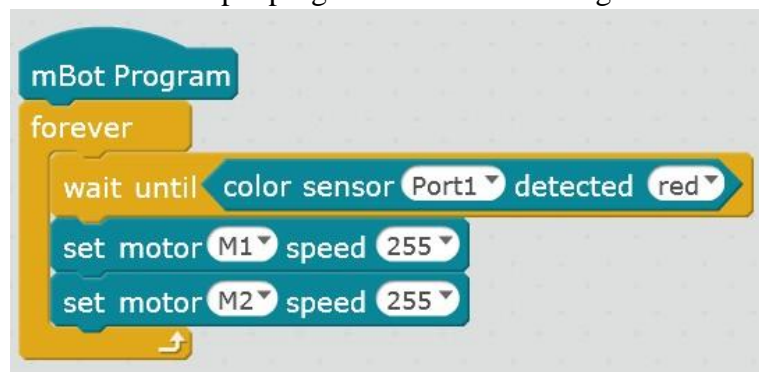 mBot Program
forever
wait until color sensor Port1 detected red
set motor M1 speed 255
set motor M2 speed 255